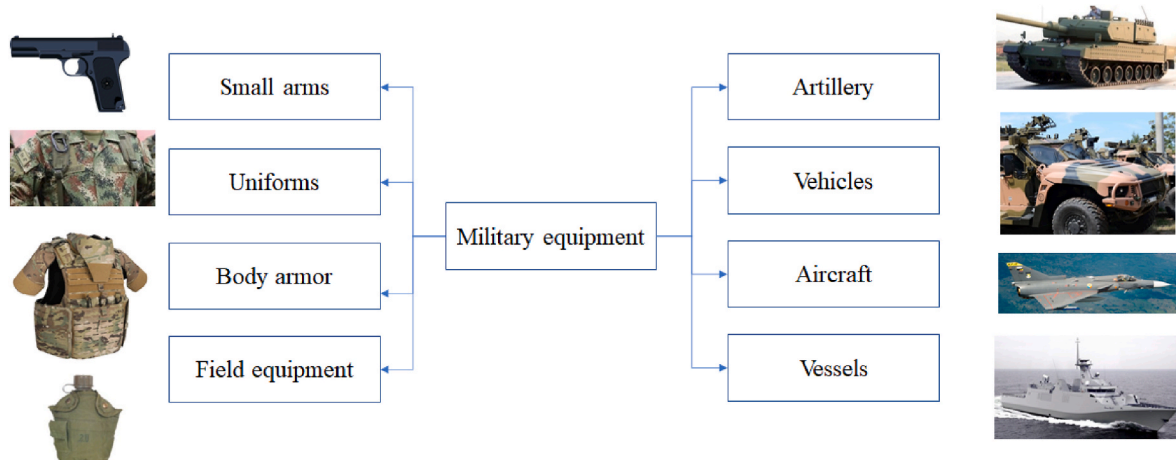 Small arms
Uniforms
Body armor
Field equipment
Military equipment
Artillery
Vehicles
Aircraft
Vessels